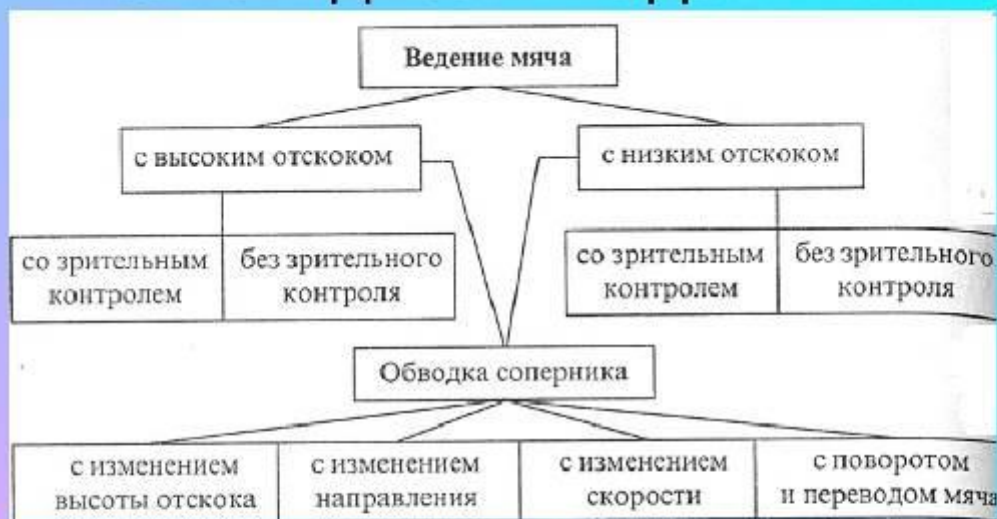 Ведение мяча
с высоким отскоком
с низким отскоком
со зрительным
контролем
без зрительного
контроля
со зрительным
контролем
без зрительного
контроля
Обводка соперника
с изменением
высоты отскока
с изменением
направления
с изменением
скорости
с поворотом
и переводом мяча